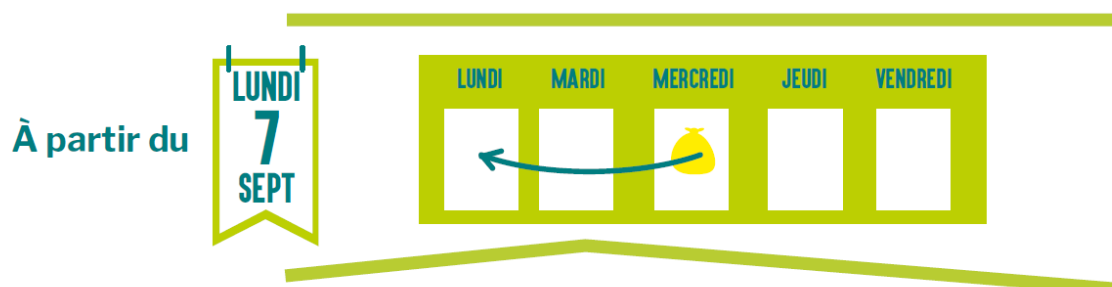 À partir du
LUNDI
7
SEPT
LUNDI MARDI MERCREDI JEUDI VENDREDI